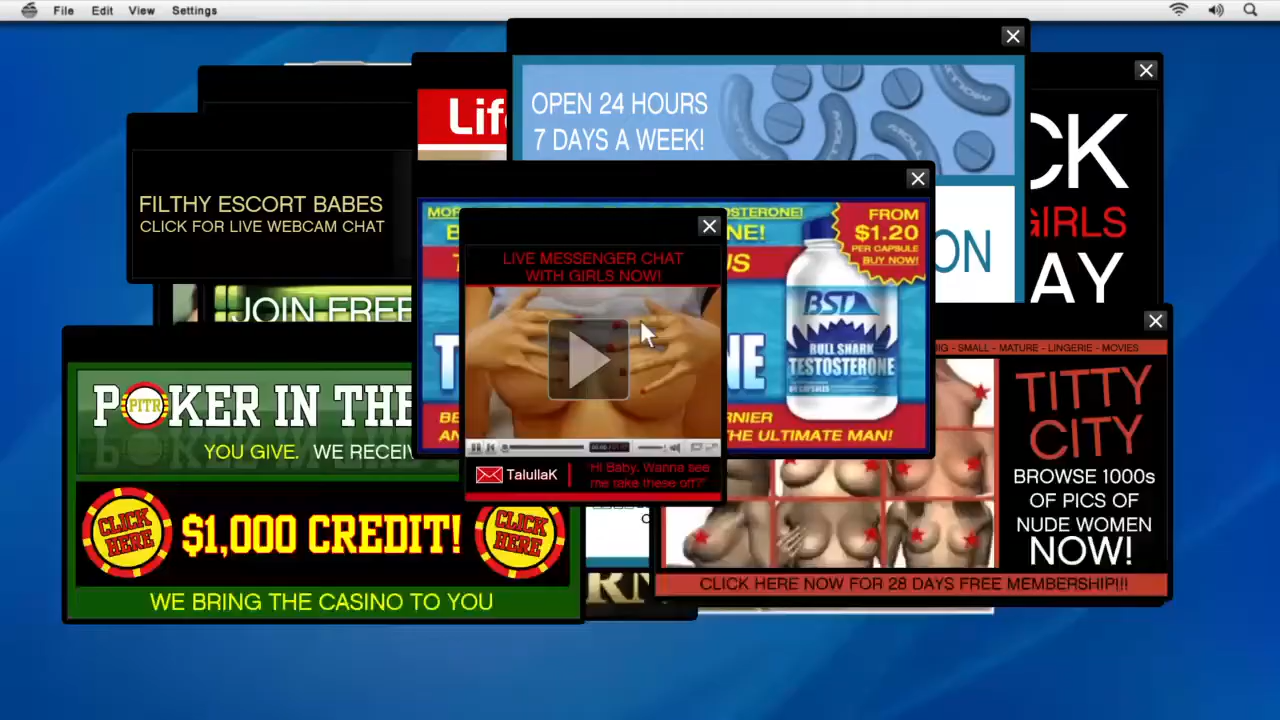 File Edit View Settings
OPEN 24 HOURS
7 DAYS A WEEK!
FILTHY ESCORT BABES
CLICK FOR LIVE WEBCAM CHAT
JOIN FREE
GIRLS
AY
FROM
$1.20
PER CAPSULE
BUY NOW!
BST
BULL SHARK
TESTOSTERONE
THE ULTIMATE MAN!
LIVE MESSENGER CHAT
WITH GIRLS NOW!
TalullaK
Hi Baby. Wanna see
me take these off?
POKER IN THE
PITR
YOU GIVE. WE RECEIV
CLICK HERE
$1,000 CREDIT!
CLICK HERE
WE BRING THE CASINO TO YOU
- SMALL - MATURE - LINGERIE - MOVIES
TITTY
CITY
BROWSE 1000s
OF PICS OF
NUDE WOMEN
NOW!
CLICK HERE NOW FOR 28 DAYS FREE MEMBERSHIP!!!